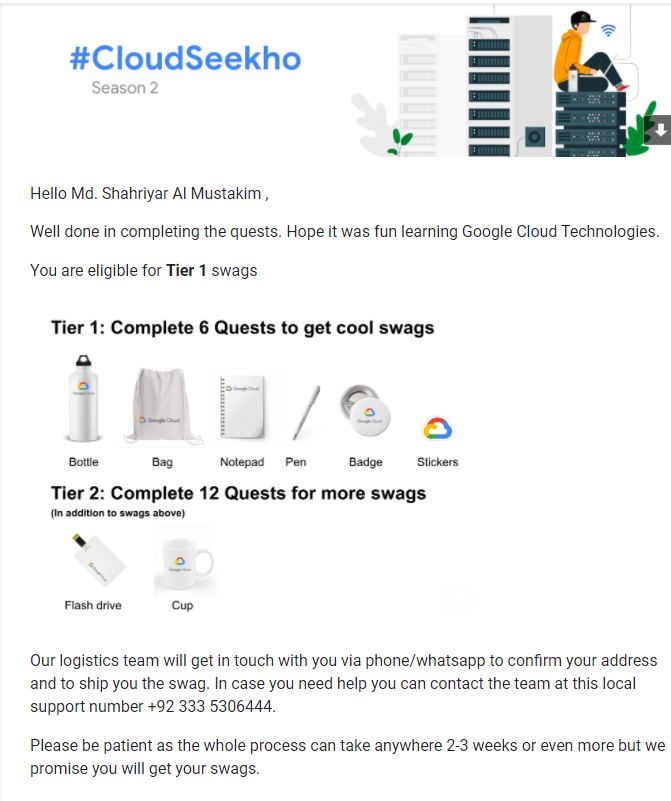 #CloudSeekho
Season 2
Hello Md. Shahriyar Al Mustakim ,
Well done in completing the quests. Hope it was fun learning Google Cloud Technologies.
You are eligible for Tier 1 swags
Tier 1: Complete 6 Quests to get cool swags
Google Cloud
Google Cloud
Google Cloud
Google Cloud
Bottle Bag Notepad Pen Badge Stickers
Tier 2: Complete 12 Quests for more swags
(In addition to swags above)
Google Cloud
Google Cloud
Flash drive Cup
Our logistics team will get in touch with you via phone/whatsapp to confirm your address
and to ship you the swag. In case you need help you can contact the team at this local
support number +92 333 5306444.
Please be patient as the whole process can take anywhere 2-3 weeks or even more but we
promise you will get your swags.